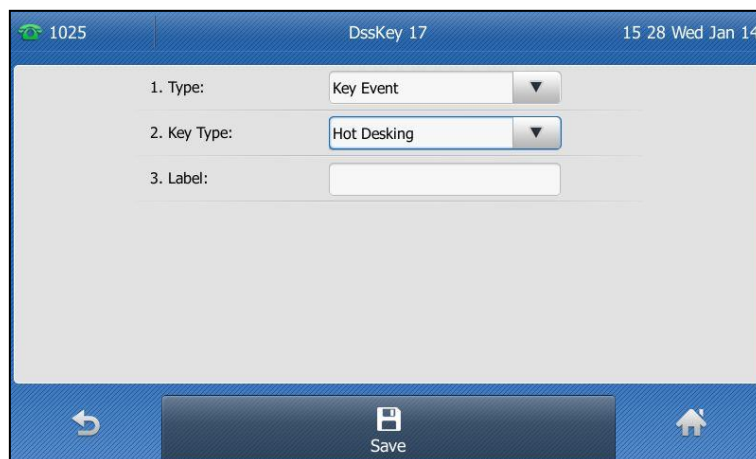 1025 DssKey 17 15 28 Wed Jan 14
1. Type: Key Event
2. Key Type: Hot Desking
3. Label:
Save